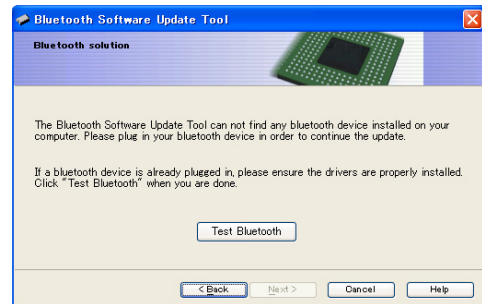 Bluetooth Software Update Tool
Bluetooth solution
The Bluetooth Software Update Tool can not find any bluetooth device installed on your
computer. Please plug in your bluetooth device in order to continue the update.
If a bluetooth device is already plugged in, please ensure the drivers are properly installed.
Click "Test Bluetooth" when you are done.
Test Bluetooth
< Back
Next >
Cancel
Help